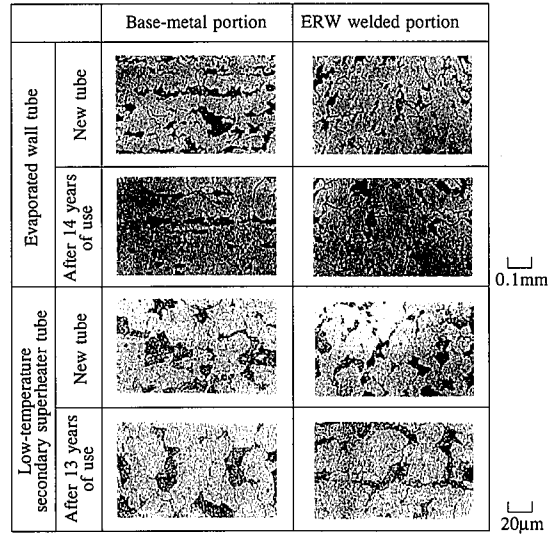 Base-metal portion
ERW welded portion
Evaporated wall tube
New tube
After 14 years
of use
0.1mm
Low-temperature
secondary superheater tube
New tube
After 13 years
of use
20μm